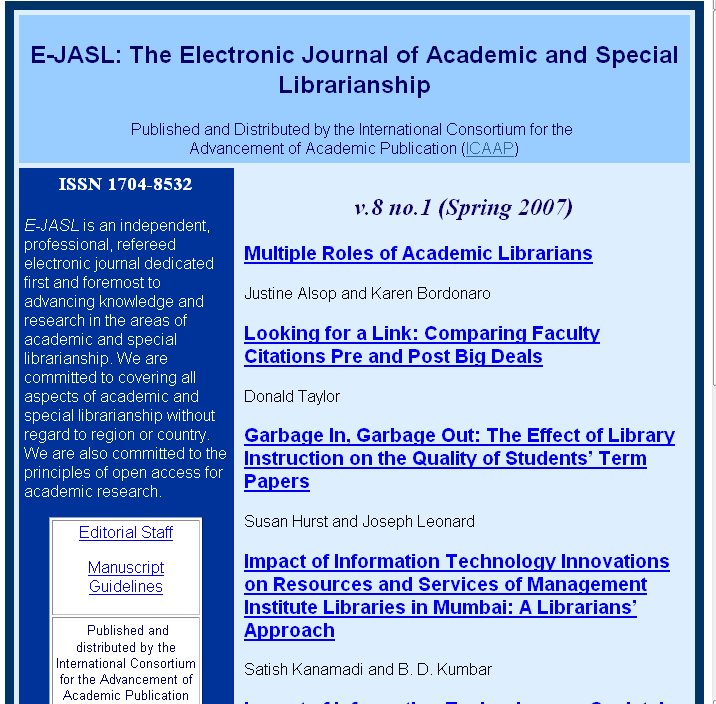 E-JASL: The Electronic Journal of Academic and Special
Librarianship
Published and Distributed by the International Consortium for the
Advancement of Academic Publication (ICAAP)
ISSN 1704-8532
E-JASL is an independent,
professional, refereed
electronic journal dedicated
first and foremost to
advancing knowledge and
research in the areas of
academic and special
librarianship. We are
committed to covering all
aspects of academic and
special librarianship without
regard to region or country.
We are also committed to the
principles of open access for
academic research.
Editorial Staff
Manuscript
Guidelines
Published and
distributed by the
International Consortium
for the Advancement of
Academic Publication
v.8 no.1 (Spring 2007)
Multiple Roles of Academic Librarians
Justine Alsop and Karen Bordonaro
Looking for a Link: Comparing Faculty
Citations Pre and Post Big Deals
Donald Taylor
Garbage In, Garbage Out: The Effect of Library
Instruction on the Quality of Students’ Term
Papers
Susan Hurst and Joseph Leonard
Impact of Information Technology Innovations
on Resources and Services of Management
Institute Libraries in Mumbai: A Librarians’
Approach
Satish Kanamadi and B. D. Kumbar